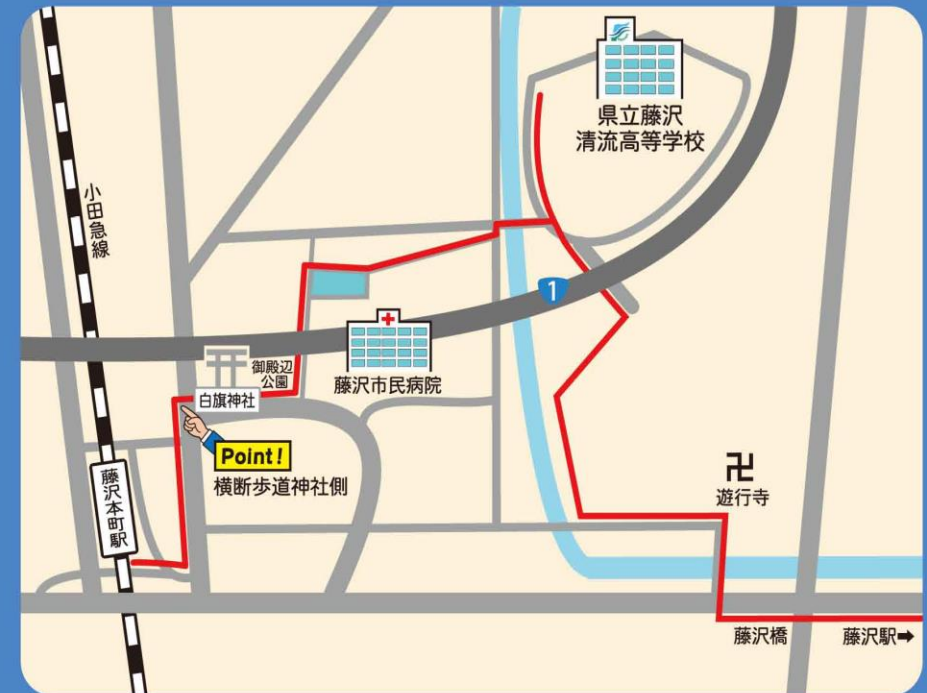 県立藤沢
清流高等学校
小田急線
1
御殿辺
公園
藤沢市民病院
白旗神社
Point!
横断歩道神社側
藤沢本町駅
卍
遊行寺
藤沢橋
藤沢駅➡